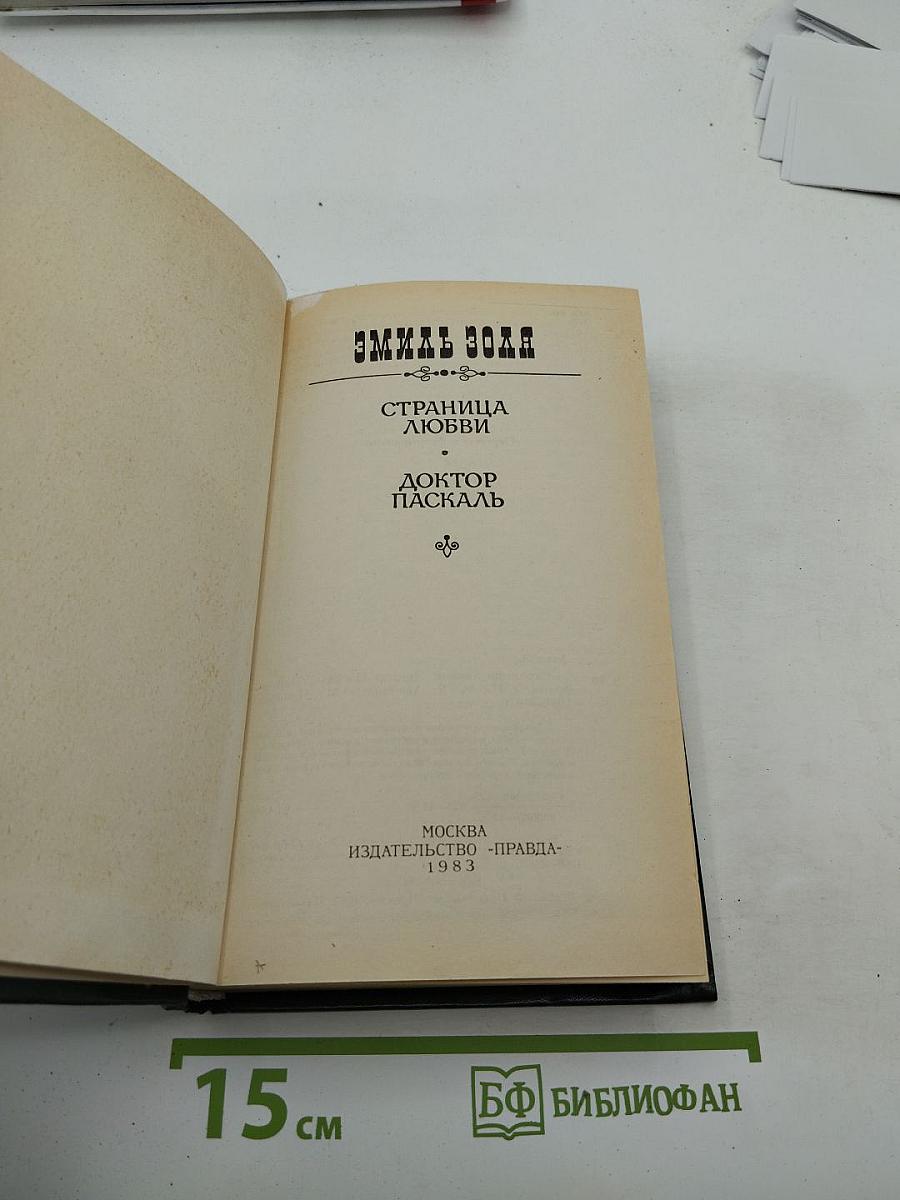 ЭМИЛЬ ЗОЛЯ
СТРАНИЦА
ЛЮБВИ
ДОКТОР
ПАСКАЛЬ
МОСКВА
ИЗДАТЕЛЬСТВО «ПРАВДА»
1983
15 см
БФ БИБЛИОФАН